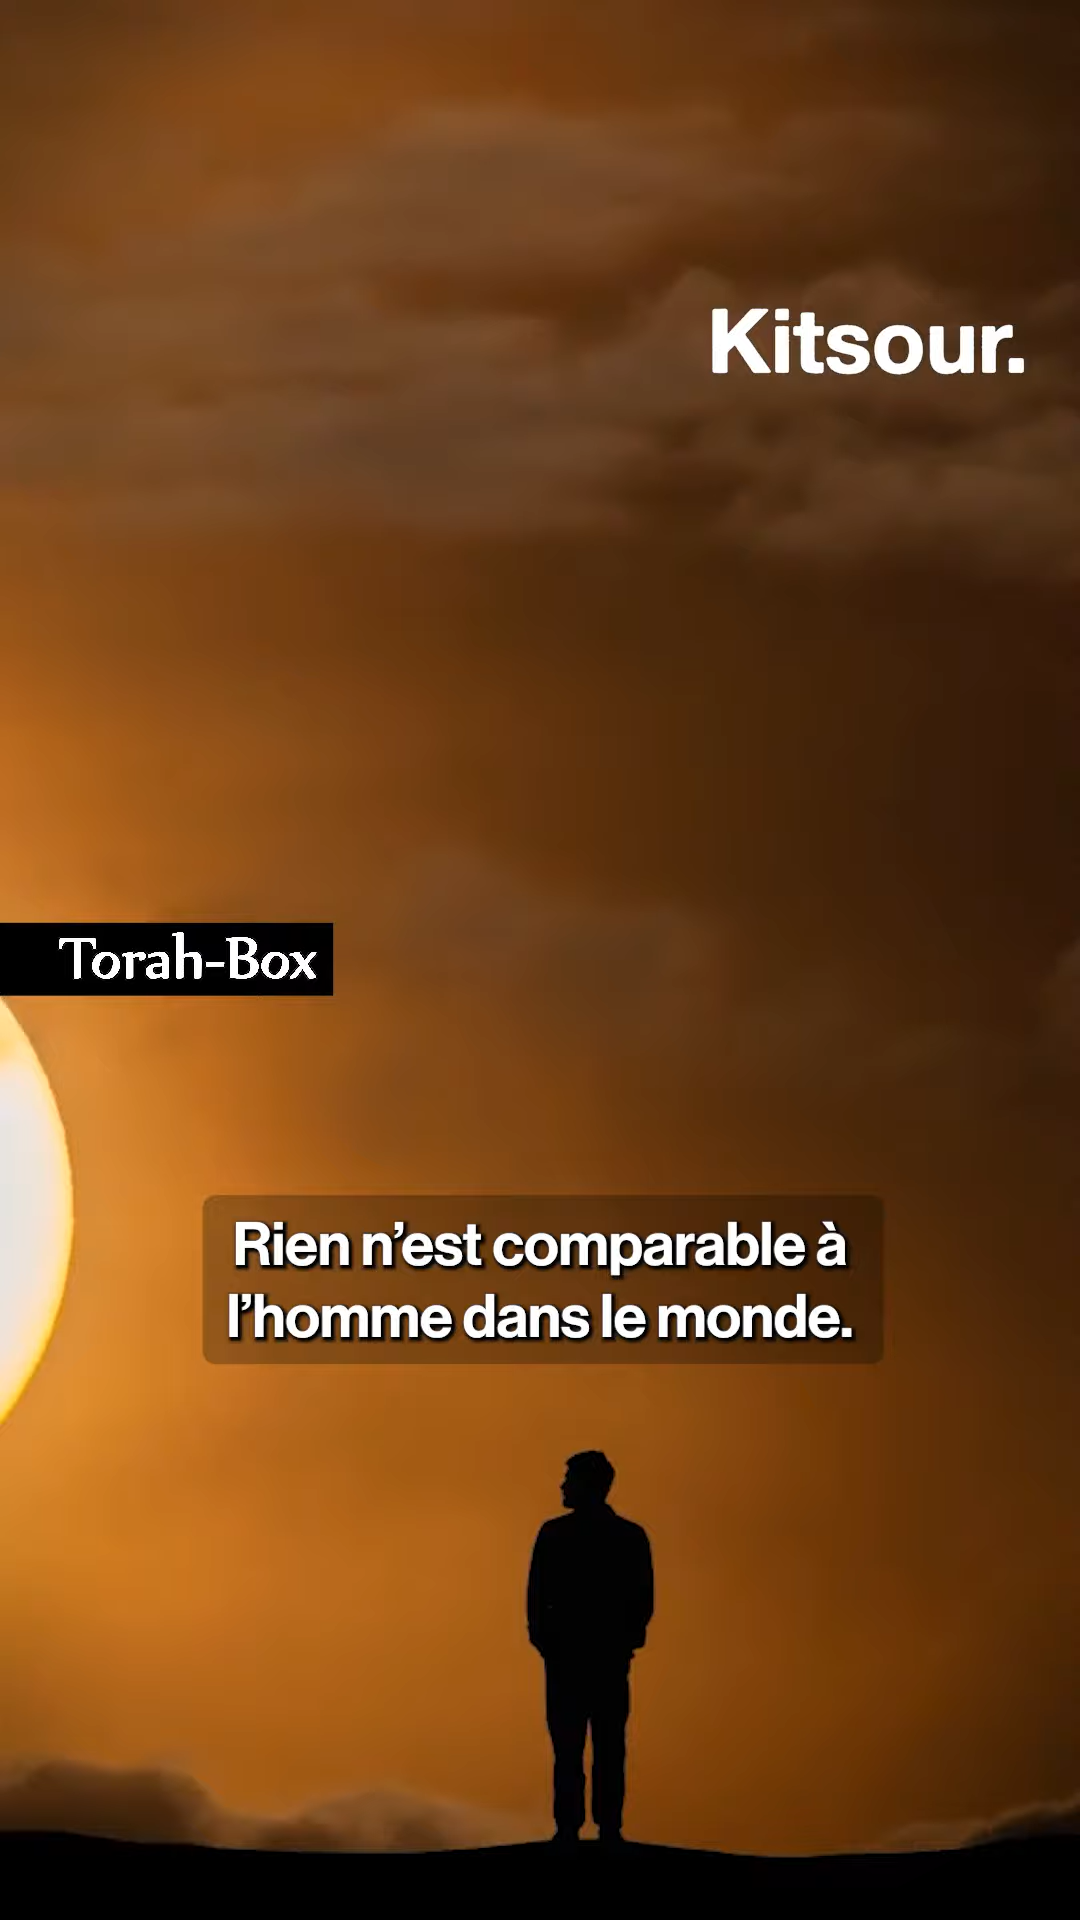 Kitsour.
Torah-Box
Rien n’est comparable à
l’homme dans le monde.